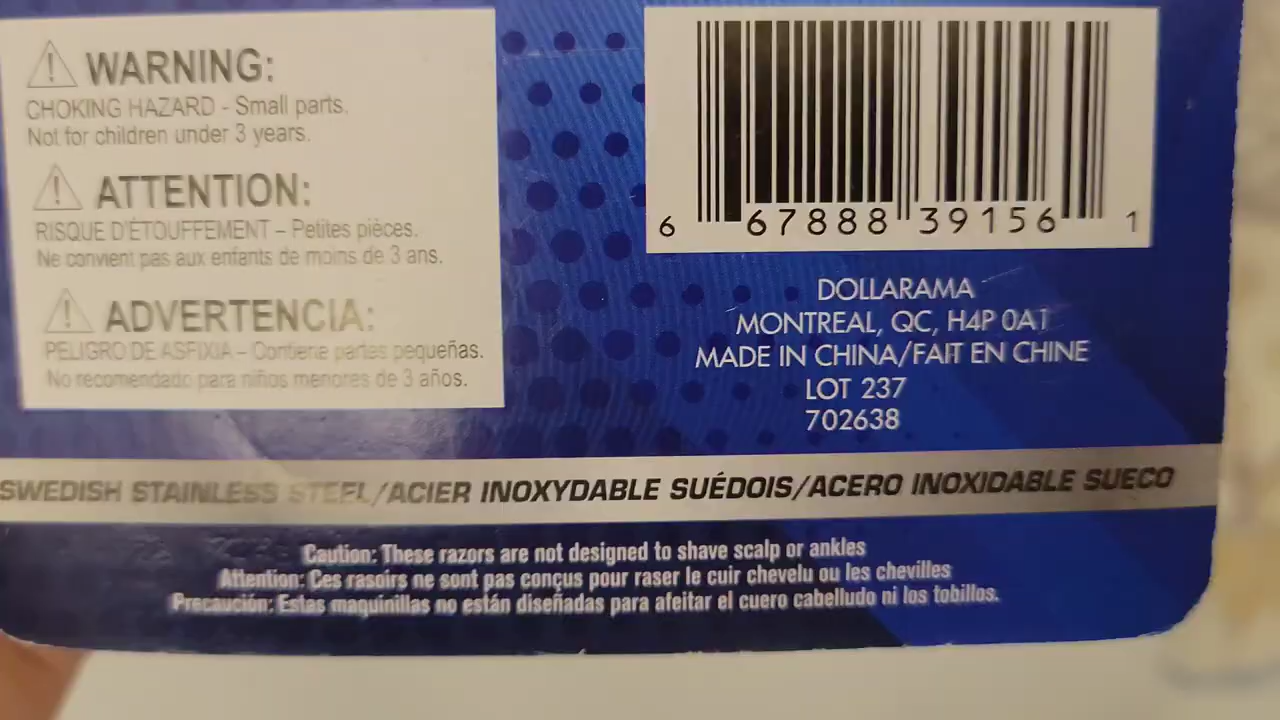 WARNING:
CHOKING HAZARD - Small parts.
Not for children under 3 years.
ATTENTION:
RISQUE D'ÉTOUFFEMENT – Petites pièces.
Ne convient pas aux enfants de moins de 3 ans.
ADVERTENCIA:
PELIGRO DE ASFIXIA – Contiene partes pequeñas.
No recomendado para niños menores de 3 años.
6 67888 39156 1
DOLLARAMA
MONTREAL, QC, H4P 0A1
MADE IN CHINA/FAIT EN CHINE
LOT 237
702638
SWEDISH STAINLESS STEEL/ACIER INOXYDABLE SUÉDOIS/ACERO INOXIDABLE SUECO
Caution: These razors are not designed to shave scalp or ankles
Attention: Ces rasoirs ne sont pas conçus pour raser le cuir chevelu ou les chevilles
Precaución: Estas maquinillas no están diseñadas para afeitar el cuero cabelludo ni los tobillos.